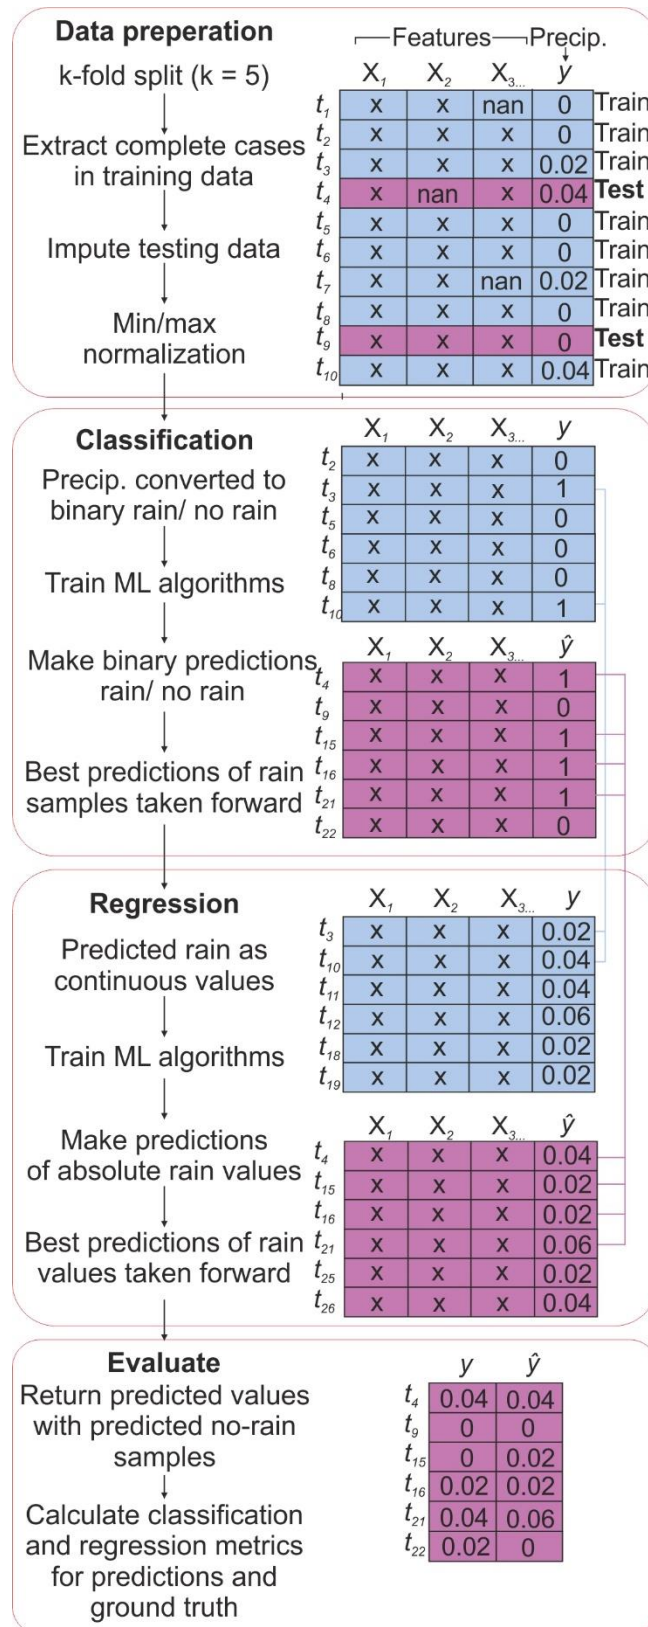 Data preperation
k-fold split (k = 5)
Extract complete cases
in training data
Impute testing data
Min/max
normalization
Features Precip.
X1 X2 X3... y
t1 x x nan 0 Train
t2 x x x 0 Train
t3 x x x 0.02 Train
t4 x nan x 0.04 Test
t5 x x x 0 Train
t6 x x x 0 Train
t7 x x nan 0.02 Train
t8 x x x 0 Train
t9 x x x 0 Test
t10 x x x 0.04 Train
Classification
Precip. converted to
binary rain/ no rain
Train ML algorithms
Make binary predictions
rain/ no rain
Best predictions of rain
samples taken forward
X1 X2 X3... y
t2 x x x 0
t3 x x x 1
t5 x x x 0
t6 x x x 0
t8 x x x 0
t10 x x x 1
X1 X2 X3... ŷ
t4 x x x 1
t9 x x x 0
t15 x x x 1
t16 x x x 1
t21 x x x 1
t22 x x x 0
Regression
Predicted rain as
continuous values
Train ML algorithms
Make predictions
of absolute rain values
Best predictions of rain
values taken forward
X1 X2 X3... y
t3 x x x 0.02
t10 x x x 0.04
t11 x x x 0.04
t12 x x x 0.06
t18 x x x 0.02
t19 x x x 0.02
X1 X2 X3... ŷ
t4 x x x 0.04
t15 x x x 0.02
t16 x x x 0.02
t21 x x x 0.06
t25 x x x 0.02
t26 x x x 0.04
Evaluate
Return predicted values
with predicted no-rain
samples
Calculate classification
and regression metrics
for predictions and
ground truth
y ŷ
t4 0.04 0.04
t9 0 0
t15 0 0.02
t16 0.02 0.02
t21 0.04 0.06
t22 0.02 0